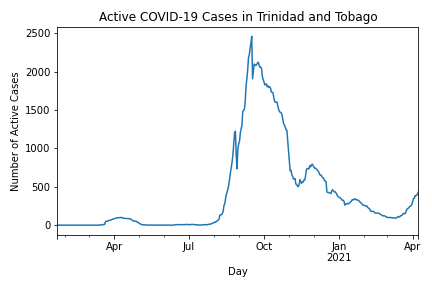 Active COVID-19 Cases in Trinidad and Tobago
Number of Active Cases
2500
2000
1500
1000
500
0
Apr
Jul
Oct
Jan
2021
Apr
Day